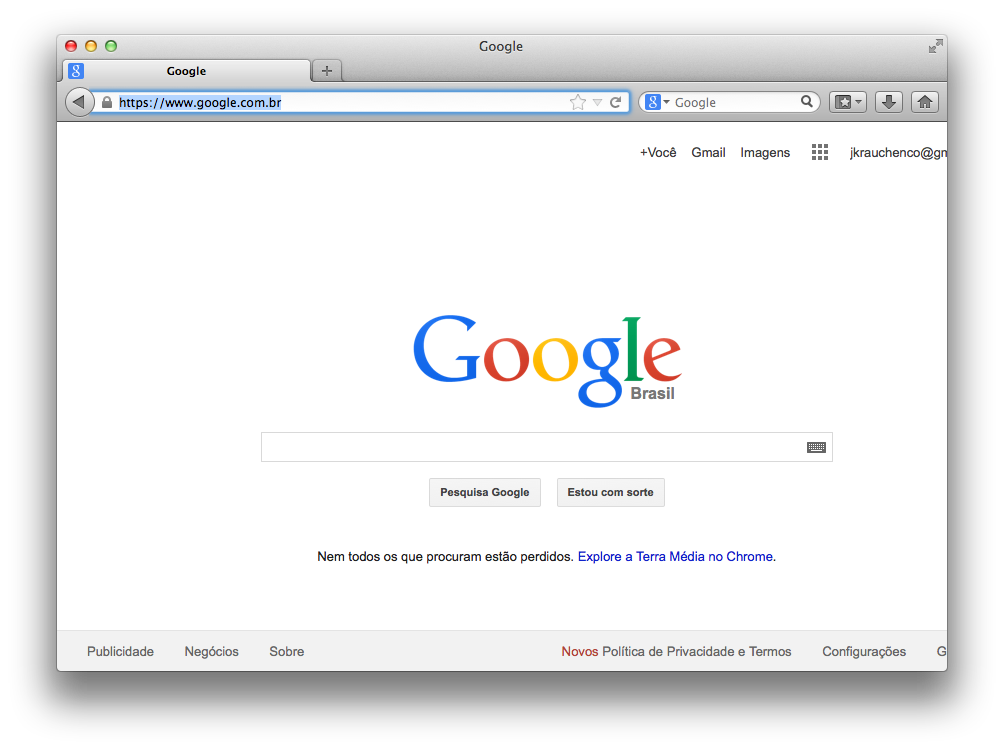 Google
Google
https://www.google.com.br
Google
+Você Gmail Imagens jkrauchenco@gm
Google
Brasil
Pesquisa Google Estou com sorte
Nem todos os que procuram estão perdidos. Explore a Terra Média no Chrome.
Publicidade Negócios Sobre Novos Política de Privacidade e Termos Configurações G